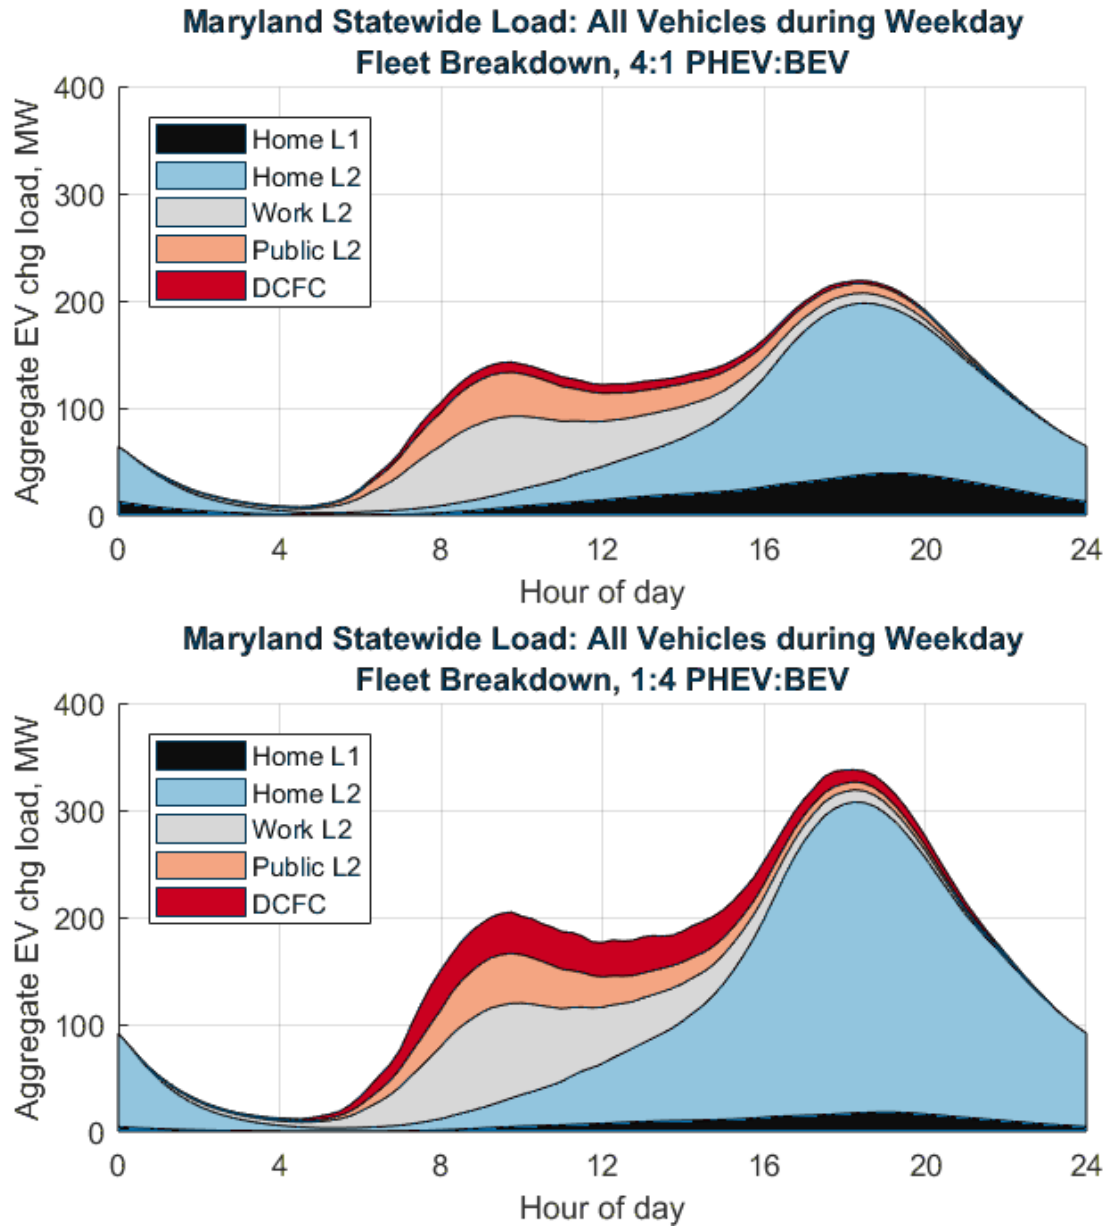 Maryland Statewide Load: All Vehicles during Weekday
Fleet Breakdown, 4:1 PHEV:BEV
Aggregate EV chg load, MW
400
300
200
100
0
Home L1
Home L2
Work L2
Public L2
DCFC
0 4 8 12 16 20 24
Hour of day
Maryland Statewide Load: All Vehicles during Weekday
Fleet Breakdown, 1:4 PHEV:BEV
Aggregate EV chg load, MW
400
300
200
100
0
Home L1
Home L2
Work L2
Public L2
DCFC
0 4 8 12 16 20 24
Hour of day